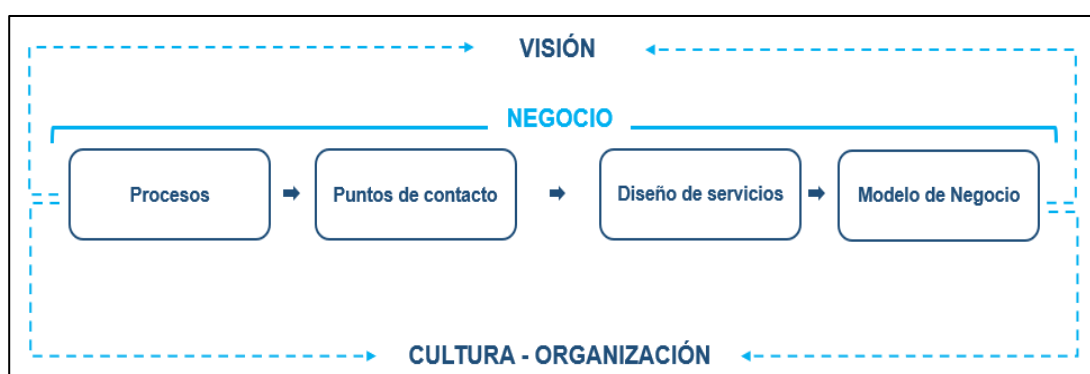 VISIÓN
NEGOCIO
Procesos
Puntos de contacto
Diseño de servicios
Modelo de Negocio
CULTURA - ORGANIZACIÓN